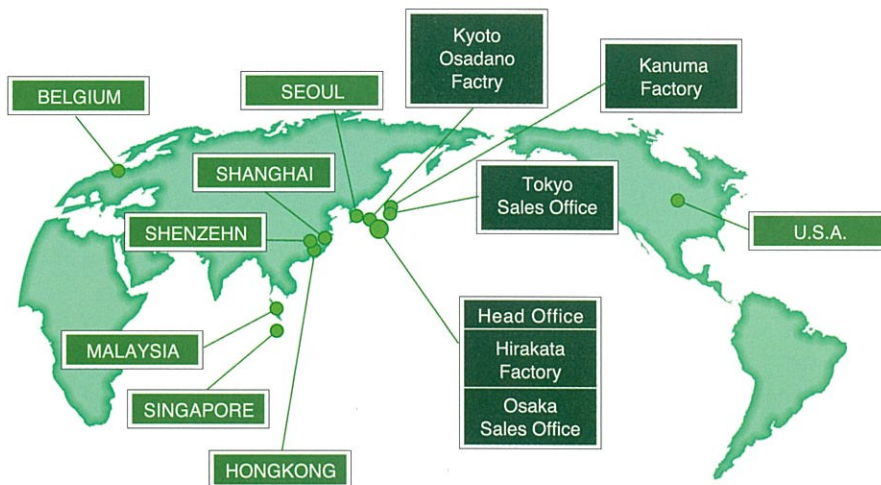 Kyoto
Osadano
Factry
Kanuma
Factory
BELGIUM
SEOUL
SHANGHAI
Tokyo
Sales Office
SHENZEHN
U.S.A.
Head Office
Hirakata
Factory
MALAYSIA
Osaka
Sales Office
SINGAPORE
HONGKONG